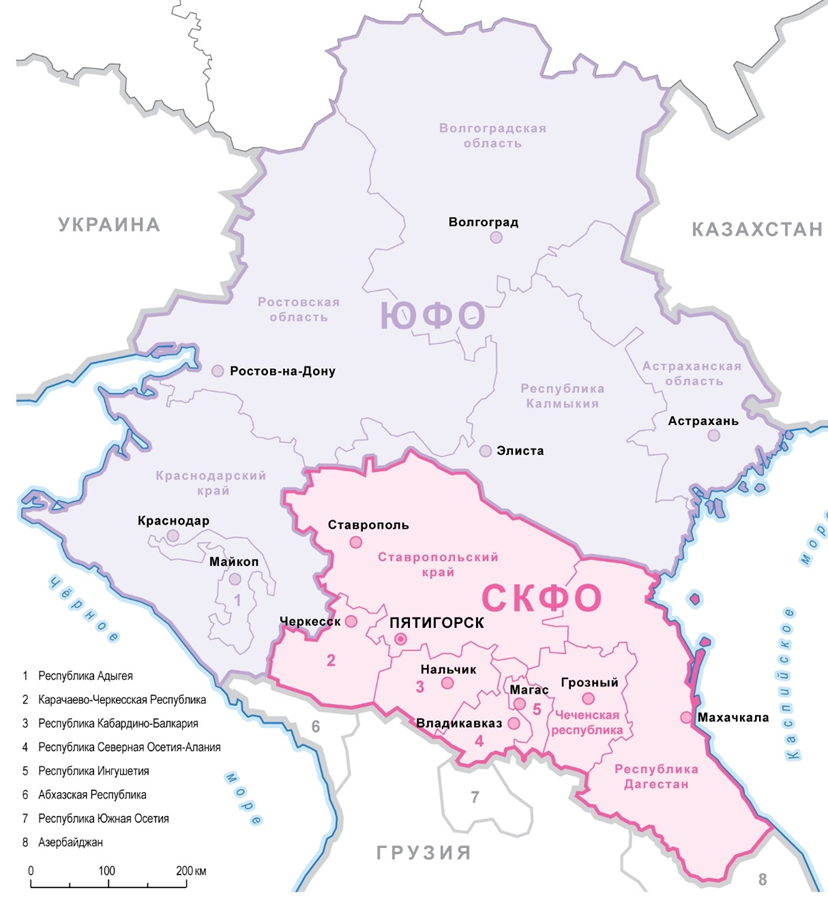 Волгоградская
область
УКРАИНА
Волгоград
КАЗАХСТАН
Ростовская
область
ЮФО
Ростов-на-Дону
Республика
Калмыкия
Астраханская
область
Астрахань
Элиста
Краснодарский
край
Краснодар
Ставрополь
Майкоп
1
Ставропольский
край
СКФО
Чёрное
море
Каспийское
море
Черкесск
ПЯТИГОРСК
2
Нальчик
3
Магас
Грозный
5
Чеченская
республика
Владикавказ
4
Махачкала
Республика
Дагестан
6
7
ГРУЗИЯ
8
1 Республика Адыгея
2 Карачаево-Черкесская Республика
3 Республика Кабардино-Балкария
4 Республика Северная Осетия-Алания
5 Республика Ингушетия
6 Абхазская Республика
7 Республика Южная Осетия
8 Азербайджан
0 100 200 км